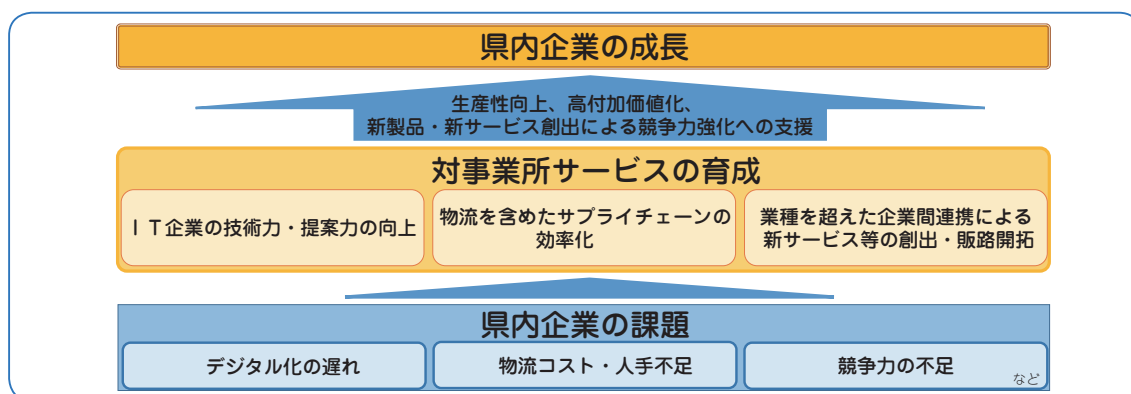 県内企業の成長
生産性向上、高付加価値化、
新製品・新サービス創出による競争力強化への支援
対事業所サービスの育成
ＩＴ企業の技術力・提案力の向上
物流を含めたサプライチェーンの
効率化
業種を超えた企業間連携による
新サービス等の創出・販路開拓
県内企業の課題
デジタル化の遅れ
物流コスト・人手不足
競争力の不足
など